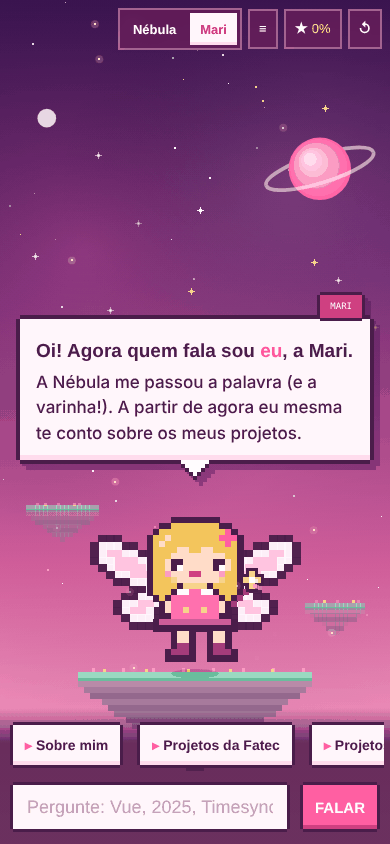 Nébula Mari ≡ ★ 0% ↺
MARI
Oi! Agora quem fala sou eu, a Mari.
A Nébula me passou a palavra (e a
varinha!). A partir de agora eu mesma
te conto sobre os meus projetos.
▸ Sobre mim ▸ Projetos da Fatec ▸ Projeto
Pergunte: Vue, 2025, Timesync FALAR